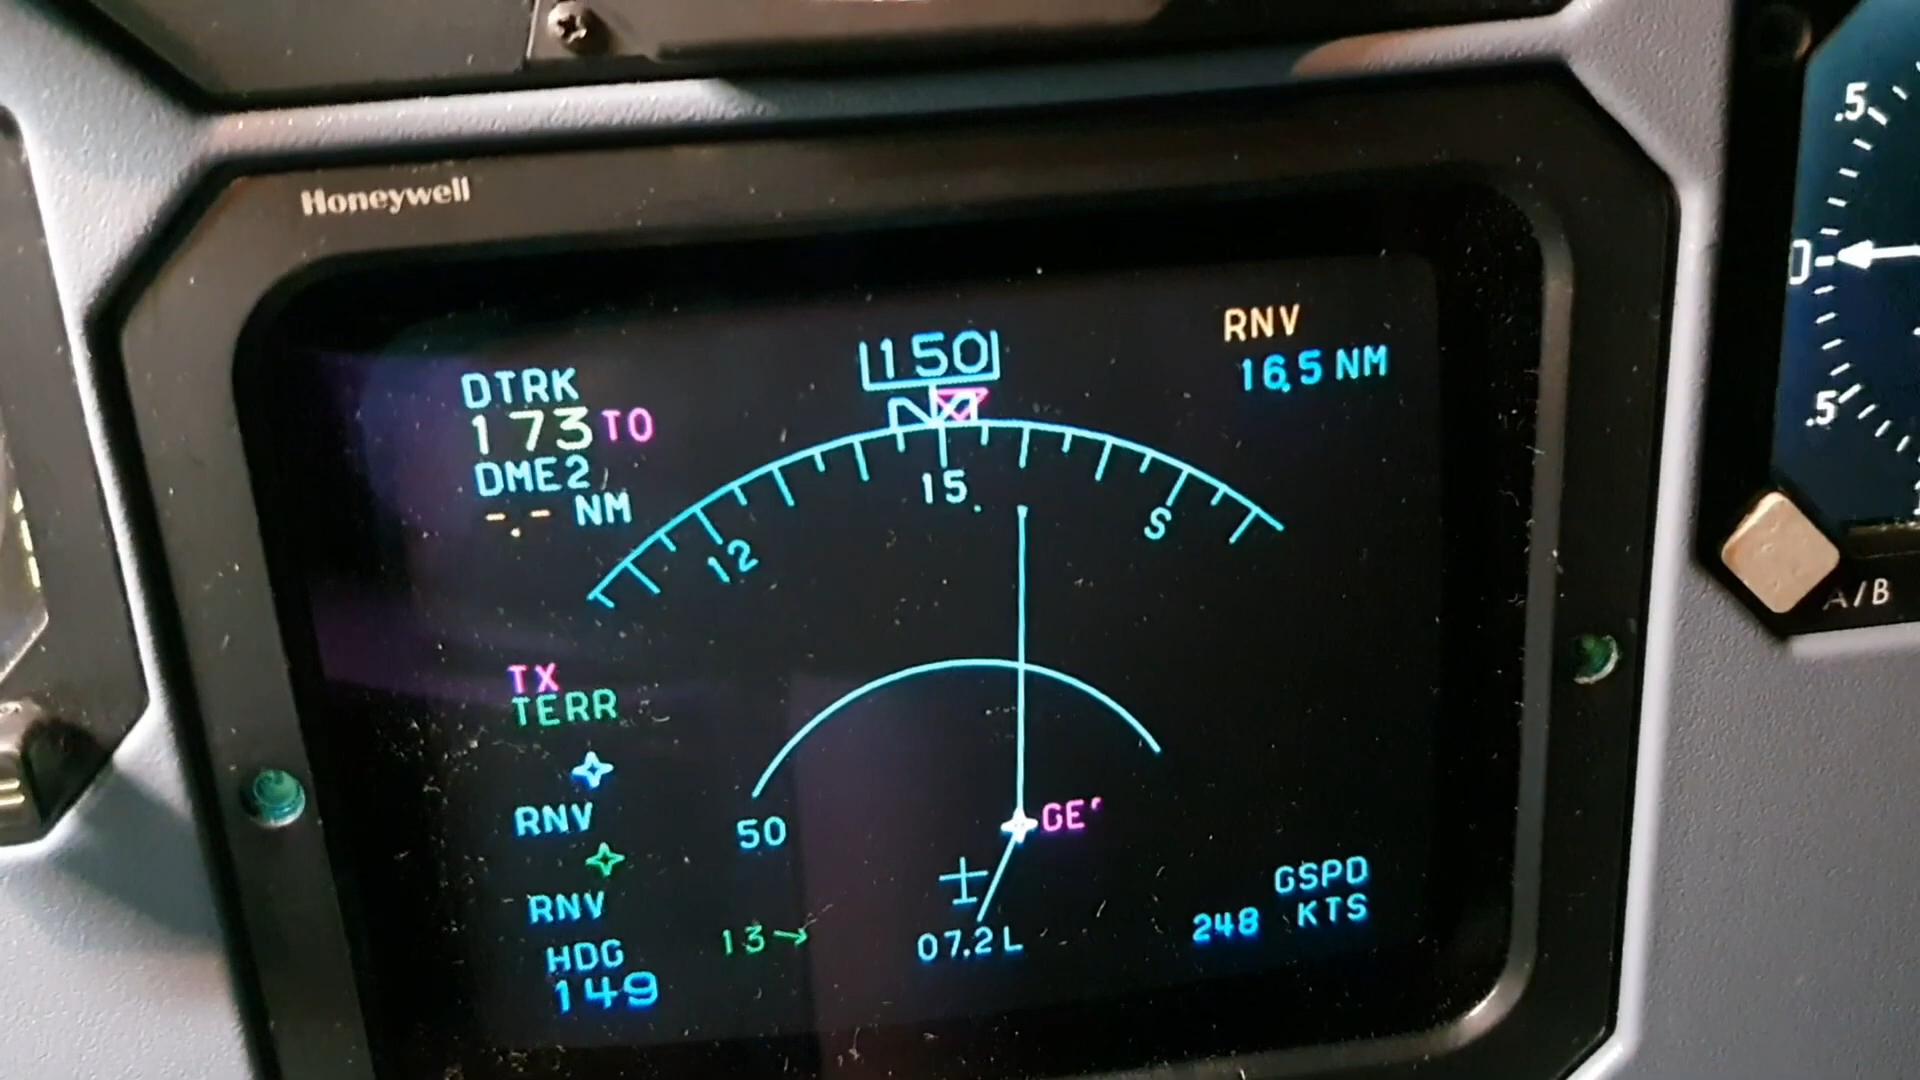 Honeywell
DTRK
173 TO
DME2
-.- NM
150
RNV
16.5 NM
12
15
S
TX
TERR
RNV
RNV
HDG
149
50
13→
07.2 L
GSPD
248 KTS
.5
0
.5
A/B